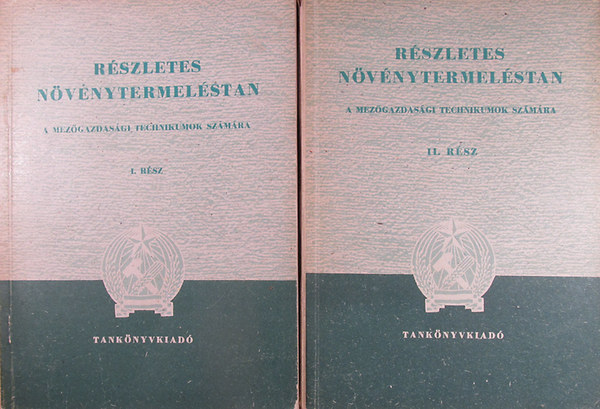 RÉSZLETES
NÖVÉNYTERMELÉSTAN
A MEZŐGAZDASÁGI TECHNIKUMOK SZÁMÁRA
I. RÉSZ
TANKÖNYVKIADÓ
RÉSZLETES
NÖVÉNYTERMELÉSTAN
A MEZŐGAZDASÁGI TECHNIKUMOK SZÁMÁRA
II. RÉSZ
TANKÖNYVKIADÓ